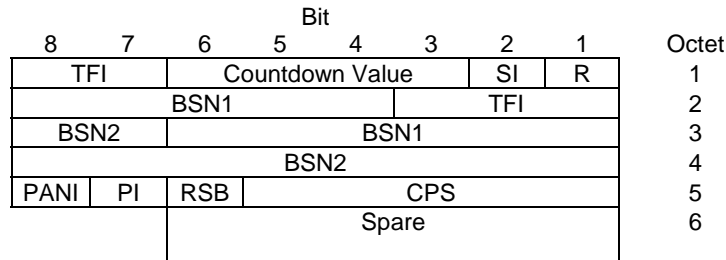 Bit
8 7 6 5 4 3 2 1 Octet
TFI Countdown Value SI R 1
BSN1 TFI 2
BSN2 BSN1 3
BSN2 4
PANI PI RSB CPS 5
Spare 6